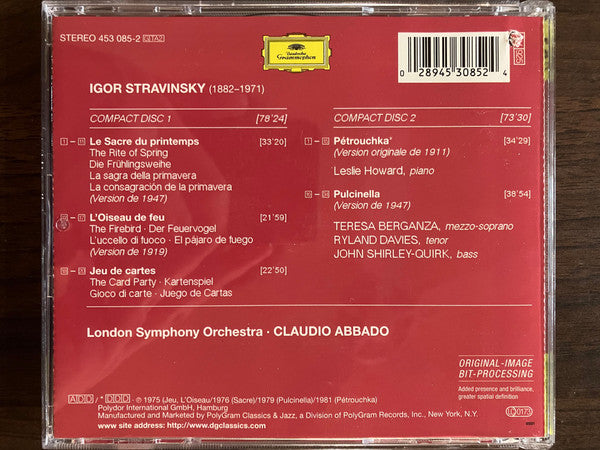 STEREO 453 085-2 GTA2
Deutsche
Grammophon
0 28945 30852 4
IGOR STRAVINSKY (1882–1971)
COMPACT DISC 1 [78'24]
Le Sacre du printemps [33'20]
The Rite of Spring
Die Frühlingsweihe
La sagra della primavera
La consagración de la primavera
(Version de 1947)
L'Oiseau de feu [21'59]
The Firebird · Der Feuervogel
L'uccello di fuoco · El pájaro de fuego
(Version de 1919)
Jeu de cartes [22'50]
The Card Party · Kartenspiel
Gioco di carte · Juego de Cartas
COMPACT DISC 2 [73'30]
Pétrouchka* [34'29]
(Version originale de 1911)
Leslie Howard, piano
Pulcinella [38'54]
(Version de 1947)
TERESA BERGANZA, mezzo-soprano
RYLAND DAVIES, tenor
JOHN SHIRLEY-QUIRK, bass
London Symphony Orchestra · CLAUDIO ABBADO
ORIGINAL-IMAGE
BIT-PROCESSING
Added presence and brilliance,
greater spatial definition
ADD / * DDD · ℗ 1975 (Jeu, L'Oiseau)/1976 (Sacre)/1979 (Pulcinella)/1981 (Pétrouchka)
Polydor International GmbH, Hamburg
Manufactured and Marketed by PolyGram Classics & Jazz, a Division of PolyGram Records, Inc., New York, N.Y.
www site address: http://www.dgclassics.com
LC 0173